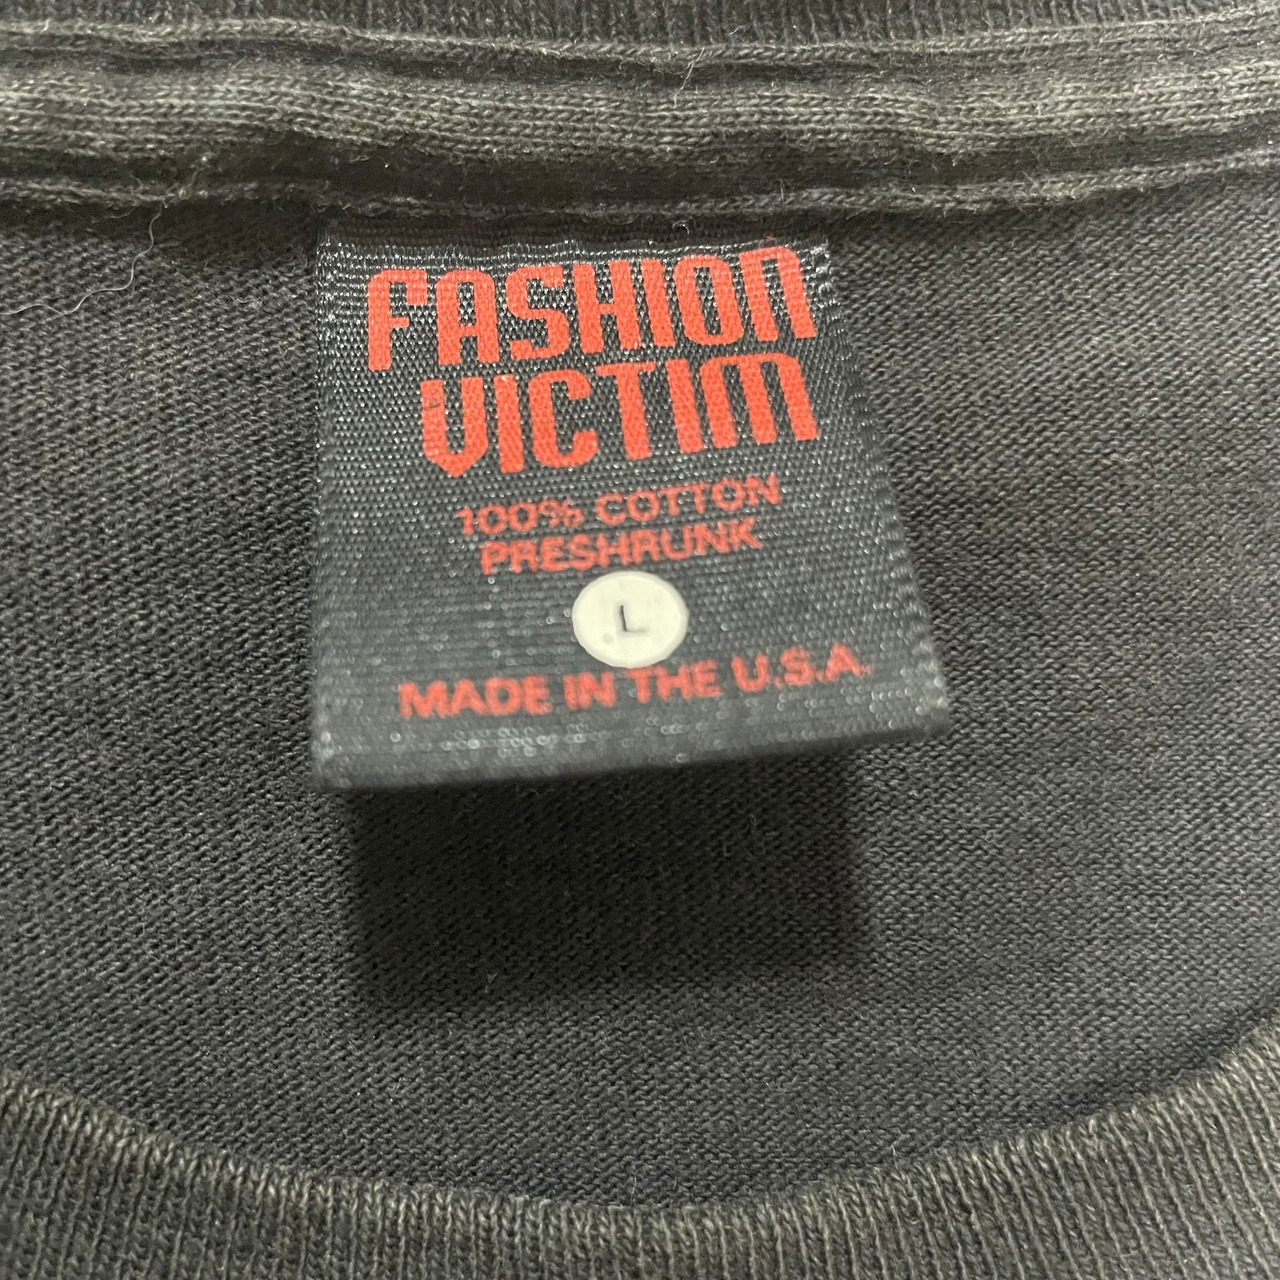 FASHION
VICTIM
100% COTTON
PRESHRUNK
L
MADE IN THE U.S.A.